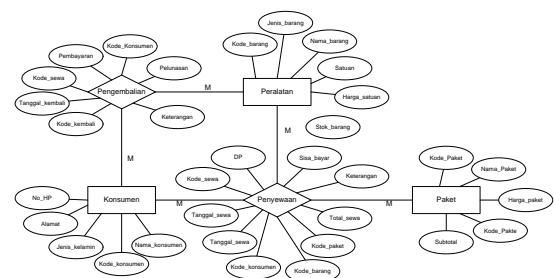 Jenis_barang
Kode_barang
Nama_barang
Kode_Konsumen
Pembayaran
Pelunasan
Satuan
Kode_sewa
Pengembalian
M
Peralatan
Tanggal_kembali
Harga_satuan
Kode_kembali
Keterangan
Stok_barang
M
M
DP
Sisa_bayar
Kode_Paket
Nama_Paket
Kode_sewa
Keterangan
No_HP
Konsumen
M
Penyewaan
M
Paket
Harga_paket
Alamat
Tanggal_sewa
Total_sewa
Kode_Pakte
Jenis_kelamin
Nama_konsumen
Tanggal_sewa
Kode_paket
Subtotal
Kode_konsumen
Kode_konsumen
Kode_barang